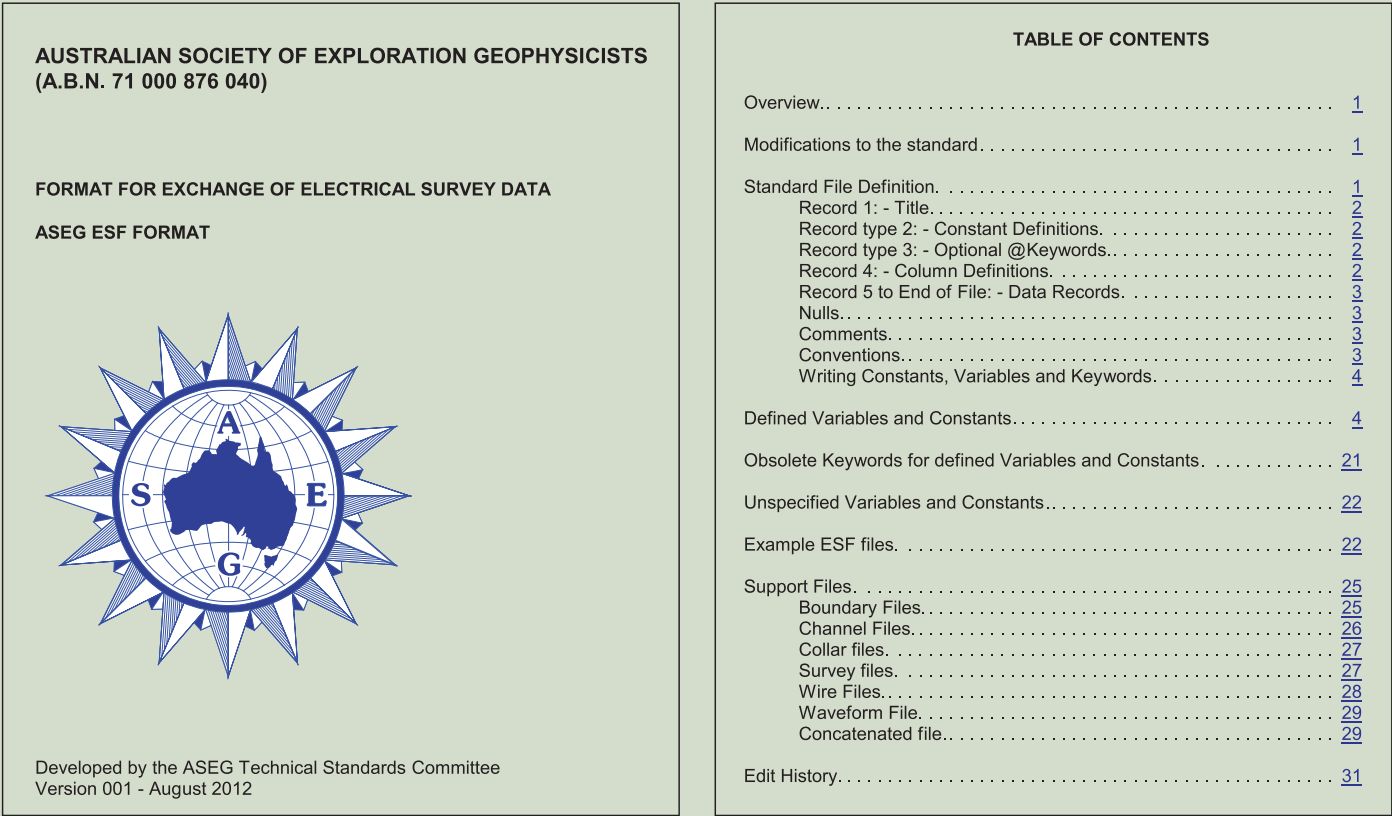 AUSTRALIAN SOCIETY OF EXPLORATION GEOPHYSICISTS
(A.B.N. 71 000 876 040)
FORMAT FOR EXCHANGE OF ELECTRICAL SURVEY DATA
ASEG ESF FORMAT
A
S
E
G
Developed by the ASEG Technical Standards Committee
Version 001 - August 2012
TABLE OF CONTENTS
Overview. 1
Modifications to the standard 1
Standard File Definition. 1
Record 1: - Title. 2
Record type 2: - Constant Definitions. 2
Record type 3: - Optional @Keywords. 2
Record 4: - Column Definitions. 2
Record 5 to End of File: - Data Records. 3
Nulls. 3
Comments. 3
Conventions. 3
Writing Constants, Variables and Keywords. 4
Defined Variables and Constants. 4
Obsolete Keywords for defined Variables and Constants. 21
Unspecified Variables and Constants. 22
Example ESF files. 22
Support Files. 25
Boundary Files. 25
Channel Files. 26
Collar files. 27
Survey files. 27
Wire Files. 28
Waveform File. 29
Concatenated file. 29
Edit History. 31